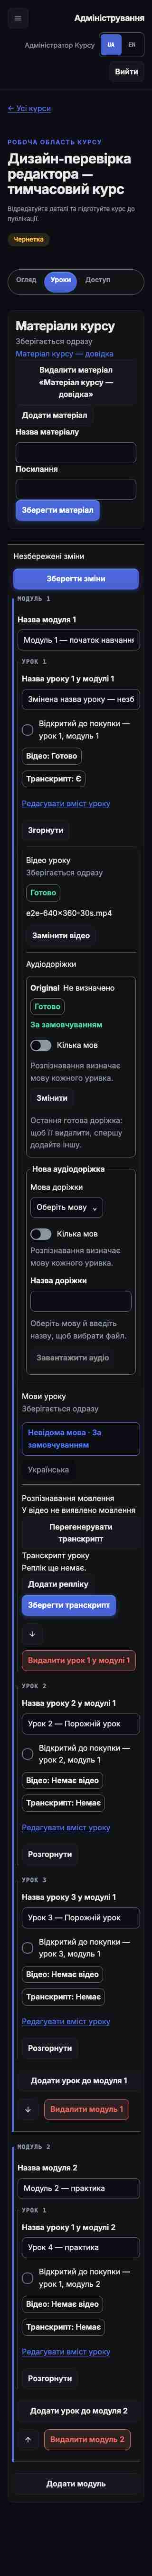 Адміністрування
Адміністратор Курсу
UA
EN
Вийти
← Усі курси
РОБОЧА ОБЛАСТЬ КУРСУ
Дизайн-перевірка
редактора —
тимчасовий курс
Відредагуйте деталі та підготуйте курс до
публікації.
Чернетка
Огляд
Уроки
Доступ
Матеріали курсу
Зберігається одразу
Матеріал курсу — довідка
Видалити матеріал
«Матеріал курсу —
довідка»
Додати матеріал
Назва матеріалу
Посилання
Зберегти матеріал
Незбережені зміни
Зберегти зміни
МОДУЛЬ 1
Назва модуля 1
Модуль 1 — початок навчанн
УРОК 1
Назва уроку 1 у модулі 1
Змінена назва уроку — незб
Відкритий до покупки —
урок 1, модуль 1
Відео: Готово
Транскрипт: Є
Редагувати вміст уроку
Згорнути
Відео уроку
Зберігається одразу
Готово
e2e-640×360-30s.mp4
Замінити відео
Аудіодоріжки
Original Не визначено
Готово
За замовчуванням
Кілька мов
Розпізнавання визначає
мову кожного уривка.
Змінити
Остання готова доріжка:
щоб її видалити, спершу
додайте іншу.
Нова аудіодоріжка
Мова доріжки
Оберіть мову
Кілька мов
Розпізнавання визначає
мову кожного уривка.
Назва доріжки
Оберіть мову й введіть
назву, щоб вибрати файл.
Завантажити аудіо
Мови уроку
Зберігається одразу
Невідома мова · За
замовчуванням
Українська
Розпізнавання мовлення
У відео не виявлено мовлення
Перегенерувати
транскрипт
Транскрипт уроку
Реплік ще немає.
Додати репліку
Зберегти транскрипт
↓
Видалити урок 1 у модулі 1
УРОК 2
Назва уроку 2 у модулі 1
Урок 2 — Порожній урок
Відкритий до покупки —
урок 2, модуль 1
Відео: Немає відео
Транскрипт: Немає
Редагувати вміст уроку
Розгорнути
УРОК 3
Назва уроку 3 у модулі 1
Урок 3 — Порожній урок
Відкритий до покупки —
урок 3, модуль 1
Відео: Немає відео
Транскрипт: Немає
Редагувати вміст уроку
Розгорнути
Додати урок до модуля 1
↓
Видалити модуль 1
МОДУЛЬ 2
Назва модуля 2
Модуль 2 — практика
УРОК 1
Назва уроку 1 у модулі 2
Урок 4 — практика
Відкритий до покупки —
урок 1, модуль 2
Відео: Немає відео
Транскрипт: Немає
Редагувати вміст уроку
Розгорнути
Додати урок до модуля 2
↑
Видалити модуль 2
Додати модуль